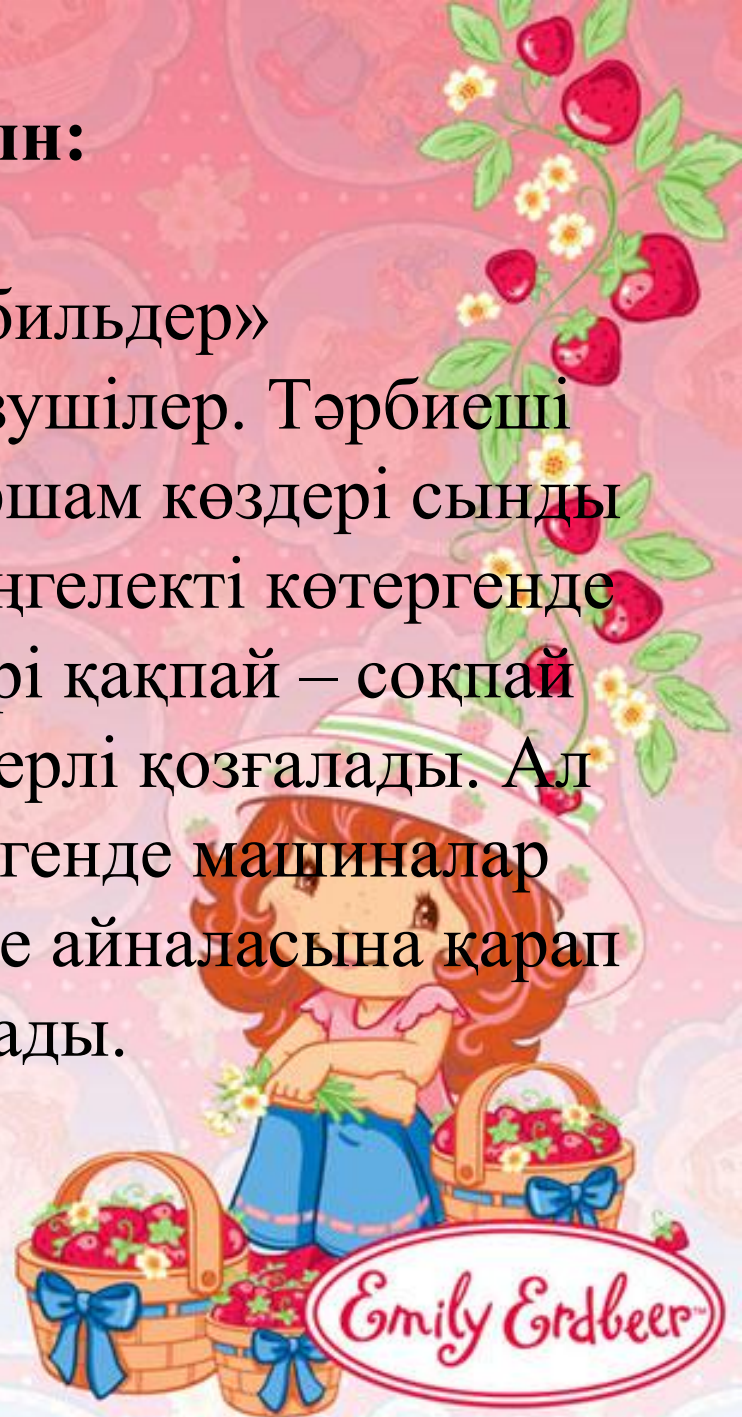 ын:
бильдер»
зушілер. Тәрбиеші
ошам көздері сынды
ңгелекті көтергенде
рі қақпай – соқпай
ерлі қозғалады. Ал
генде машиналар
е айналасына қарап
ады.
Emily Erdbeer™